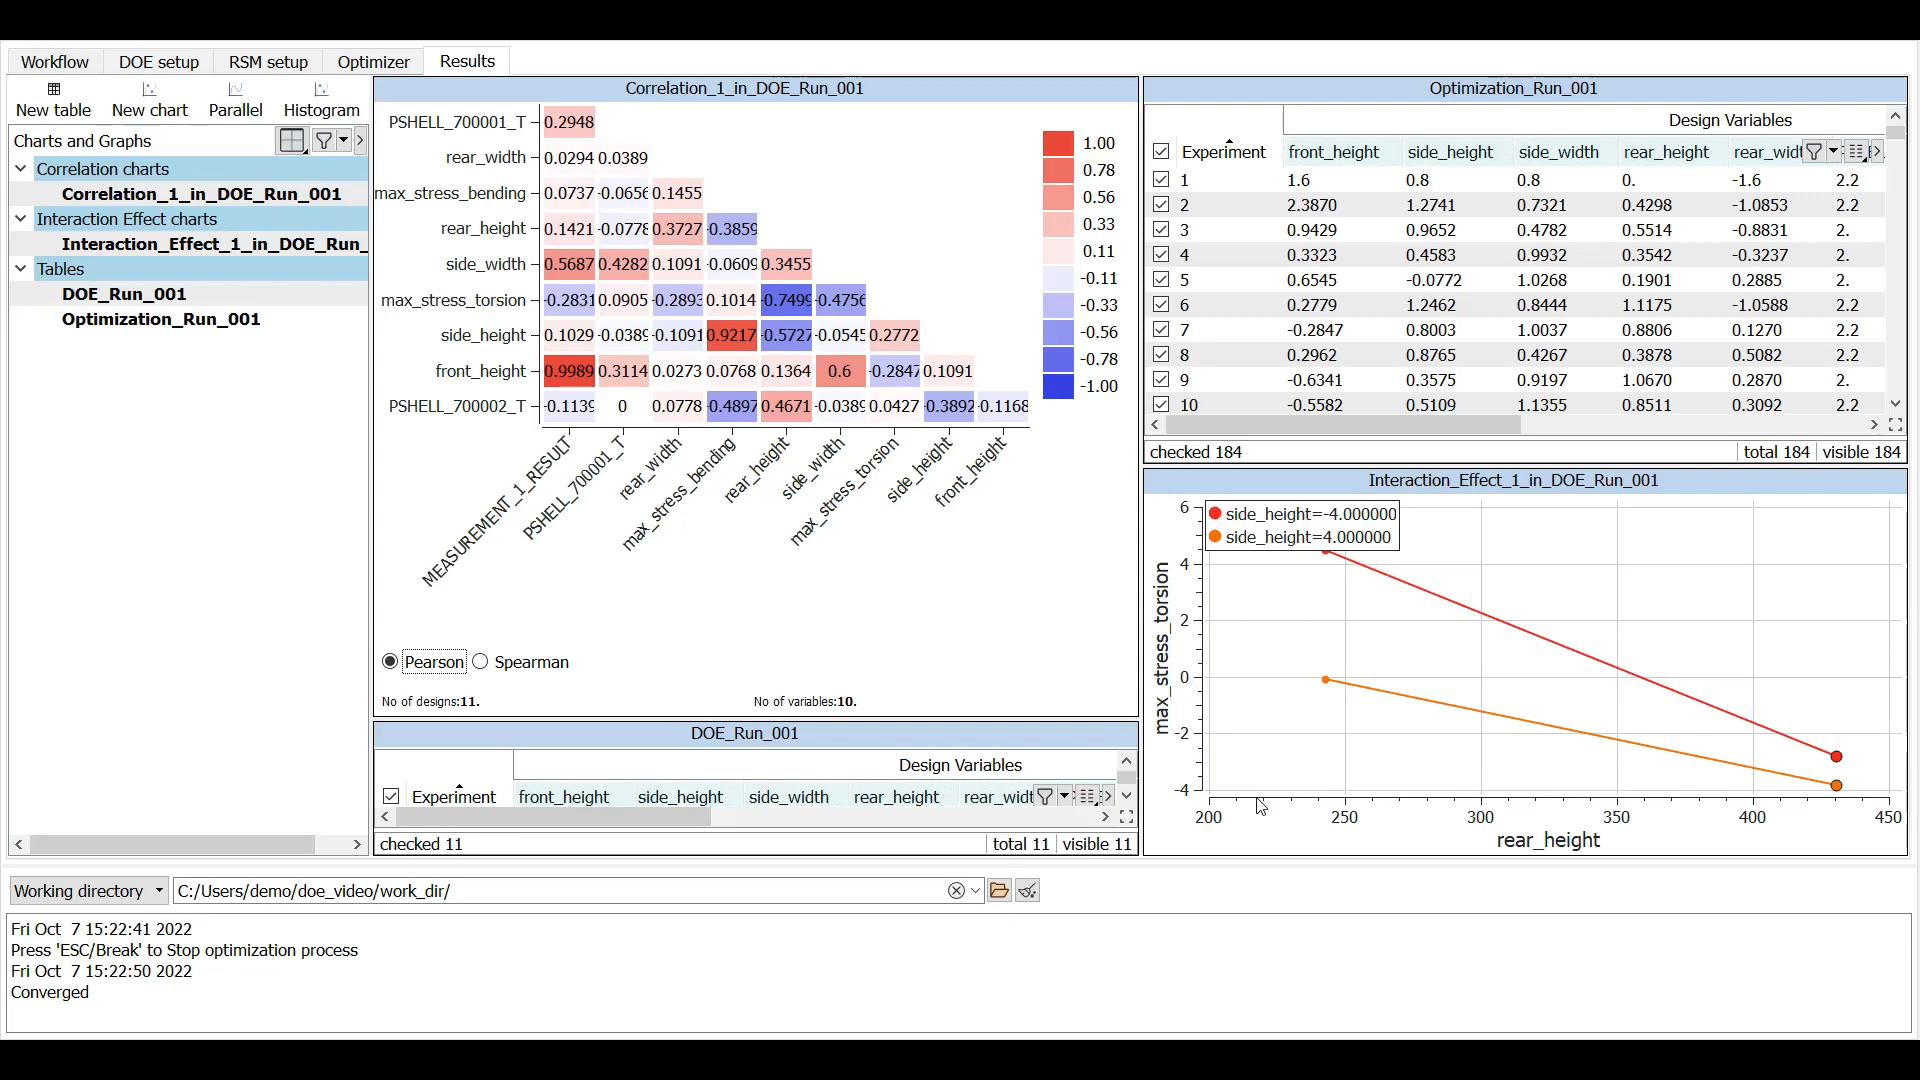 Workflow DOE setup RSM setup Optimizer Results
New table New chart Parallel Histogram
Charts and Graphs
Correlation charts
Correlation_1_in_DOE_Run_001
Interaction Effect charts
Interaction_Effect_1_in_DOE_Run_
Tables
DOE_Run_001
Optimization_Run_001
Correlation_1_in_DOE_Run_001
PSHELL_700001_T 0.2948
rear_width 0.0294 0.0389
max_stress_bending 0.0737 -0.0656 0.1455
rear_height 0.1421 -0.0778 0.3727 -0.3859
side_width 0.5687 0.4282 0.1091 -0.0609 0.3455
max_stress_torsion -0.2831 0.0905 -0.2893 0.1014 -0.7499 -0.4756
side_height 0.1029 -0.0389 -0.1091 0.9217 -0.5727 -0.0545 0.2772
front_height 0.9989 0.3114 0.0273 0.0768 0.1364 0.6 -0.2847 0.1091
PSHELL_700002_T -0.1139 0 0.0778 -0.4897 0.4671 -0.0389 0.0427 -0.3892 -0.1168
MEASUREMENT_1_RESULT
PSHELL_700001_T
rear_width
max_stress_bending
rear_height
side_width
max_stress_torsion
side_height
front_height
1.00
0.78
0.56
0.33
0.11
-0.11
-0.33
-0.56
-0.78
-1.00
Pearson Spearman
No of designs:11. No of variables:10.
DOE_Run_001
Design Variables
Experiment front_height side_height side_width rear_height rear_widt
checked 11 total 11 visible 11
Optimization_Run_001
Design Variables
Experiment front_height side_height side_width rear_height rear_widt
1 1.6 0.8 0.8 0. -1.6 2.2
2 2.3870 1.2741 0.7321 0.4298 -1.0853 2.2
3 0.9429 0.9652 0.4782 0.5514 -0.8831 2.
4 0.3323 0.4583 0.9932 0.3542 -0.3237 2.
5 0.6545 -0.0772 1.0268 0.1901 0.2885 2.
6 0.2779 1.2462 0.8444 1.1175 -1.0588 2.2
7 -0.2847 0.8003 1.0037 0.8806 0.1270 2.2
8 0.2962 0.8765 0.4267 0.3878 0.5082 2.2
9 -0.6341 0.3575 0.9197 1.0670 0.2870 2.
10 -0.5582 0.5109 1.1355 0.8511 0.3092 2.2
checked 184 total 184 visible 184
Interaction_Effect_1_in_DOE_Run_001
side_height=-4.000000
side_height=4.000000
max_stress_torsion
6
4
2
0
-2
-4
200 250 300 350 400 450
rear_height
Working directory C:/Users/demo/doe_video/work_dir/
Fri Oct 7 15:22:41 2022
Press 'ESC/Break' to Stop optimization process
Fri Oct 7 15:22:50 2022
Converged